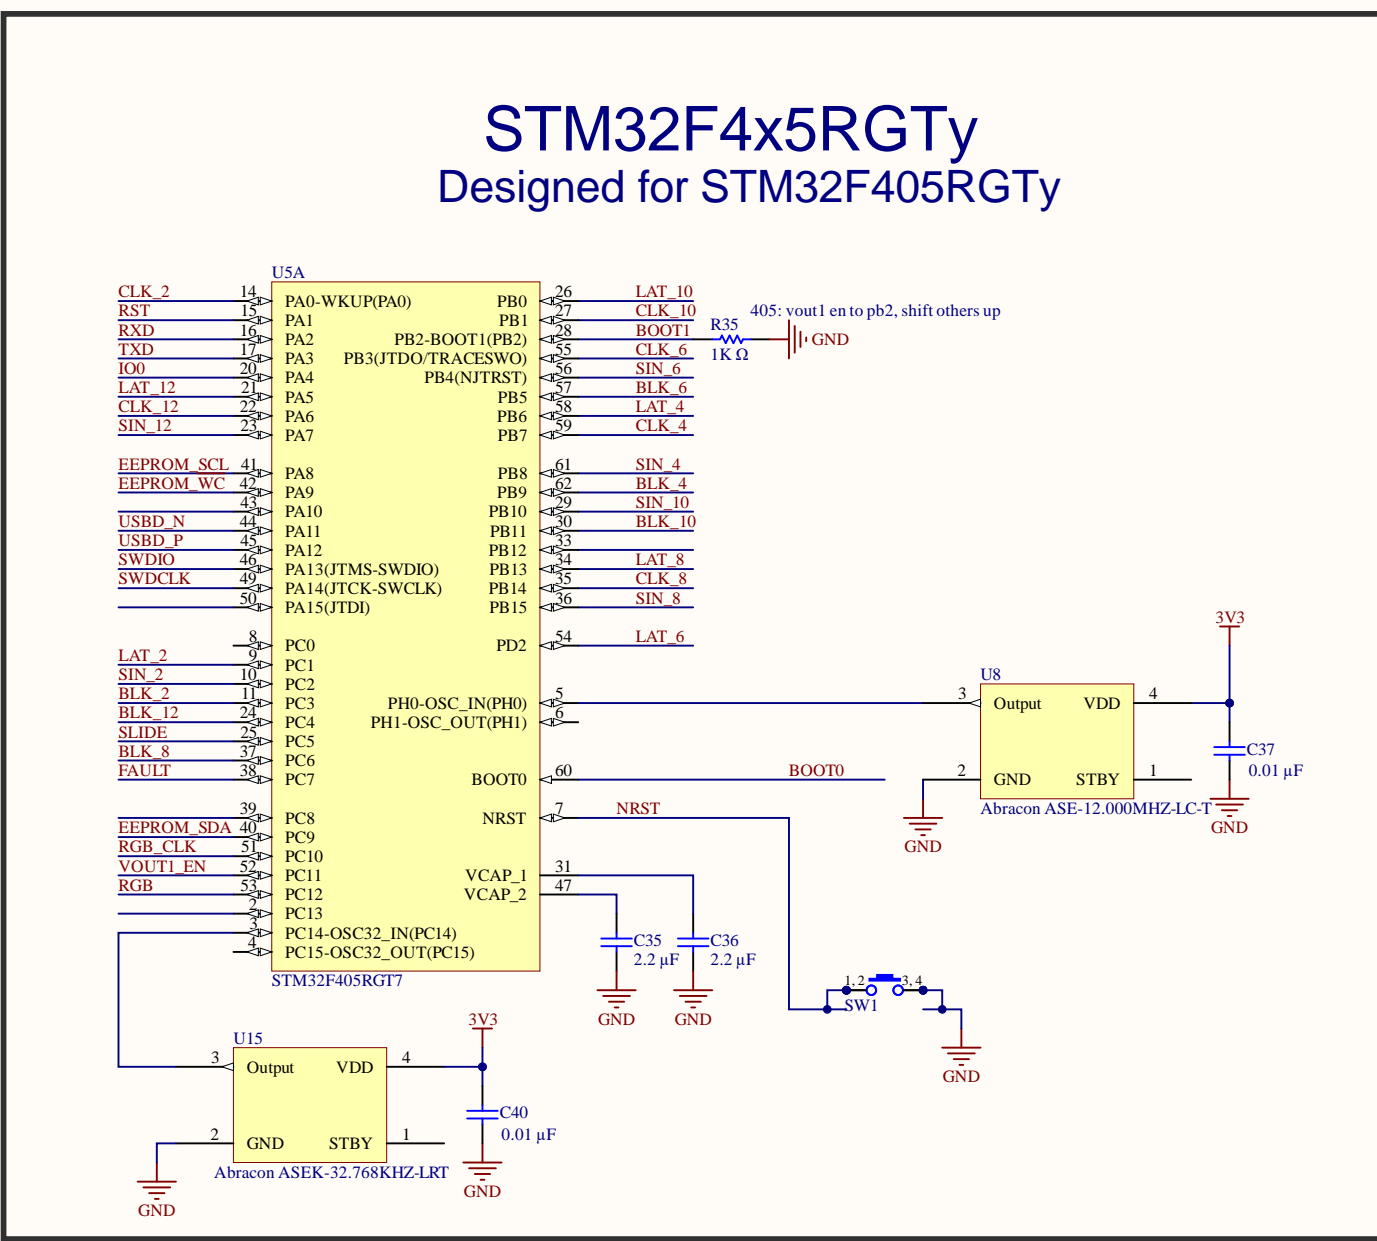 STM32F4x5RGTy
Designed for STM32F405RGTy
U5A
CLK_2 14 PA0-WKUP(PA0) PB0 26 LAT_10
RST 15 PA1 PB1 27 CLK_10
405: vout1 en to pb2, shift others up
RXD 16 PA2 PB2-BOOT1(PB2) 28 BOOT1 R35 1K Ω GND
TXD 17 PA3 PB3(JTDO/TRACESWO) 55 CLK_6
IO0 20 PA4 PB4(NJTRST) 56 SIN_6
LAT_12 21 PA5 PB5 57 BLK_6
CLK_12 22 PA6 PB6 58 LAT_4
SIN_12 23 PA7 PB7 59 CLK_4
EEPROM_SCL 41 PA8 PB8 61 SIN_4
EEPROM_WC 42 PA9 PB9 62 BLK_4
43 PA10 PB10 29 SIN_10
USBD_N 44 PA11 PB11 30 BLK_10
USBD_P 45 PA12 PB12 33
SWDIO 46 PA13(JTMS-SWDIO) PB13 34 LAT_8
SWDCLK 49 PA14(JTCK-SWCLK) PB14 35 CLK_8
50 PA15(JTDI) PB15 36 SIN_8
8 PC0 PD2 54 LAT_6
LAT_2 9 PC1
SIN_2 10 PC2
BLK_2 11 PC3 PH0-OSC_IN(PH0) 5
BLK_12 24 PC4 PH1-OSC_OUT(PH1) 6
SLIDE 25 PC5
BLK_8 37 PC6
FAULT 38 PC7 BOOT0 60 BOOT0
39 PC8 NRST 7 NRST
EEPROM_SDA 40 PC9
RGB_CLK 51 PC10
VOUT1_EN 52 PC11 VCAP_1 31
RGB 53 PC12 VCAP_2 47
2 PC13
3 PC14-OSC32_IN(PC14)
4 PC15-OSC32_OUT(PC15)
STM32F405RGT7
3V3
U8
3 Output VDD 4
C37
0.01 µF
2 GND STBY 1
Abracon ASE-12.000MHZ-LC-T
GND
GND
C35
2.2 µF
GND
C36
2.2 µF
GND
1, 2 3, 4
SW1
GND
3V3
U15
3 Output VDD 4
C40
0.01 µF
2 GND STBY 1
Abracon ASEK-32.768KHZ-LRT
GND
GND